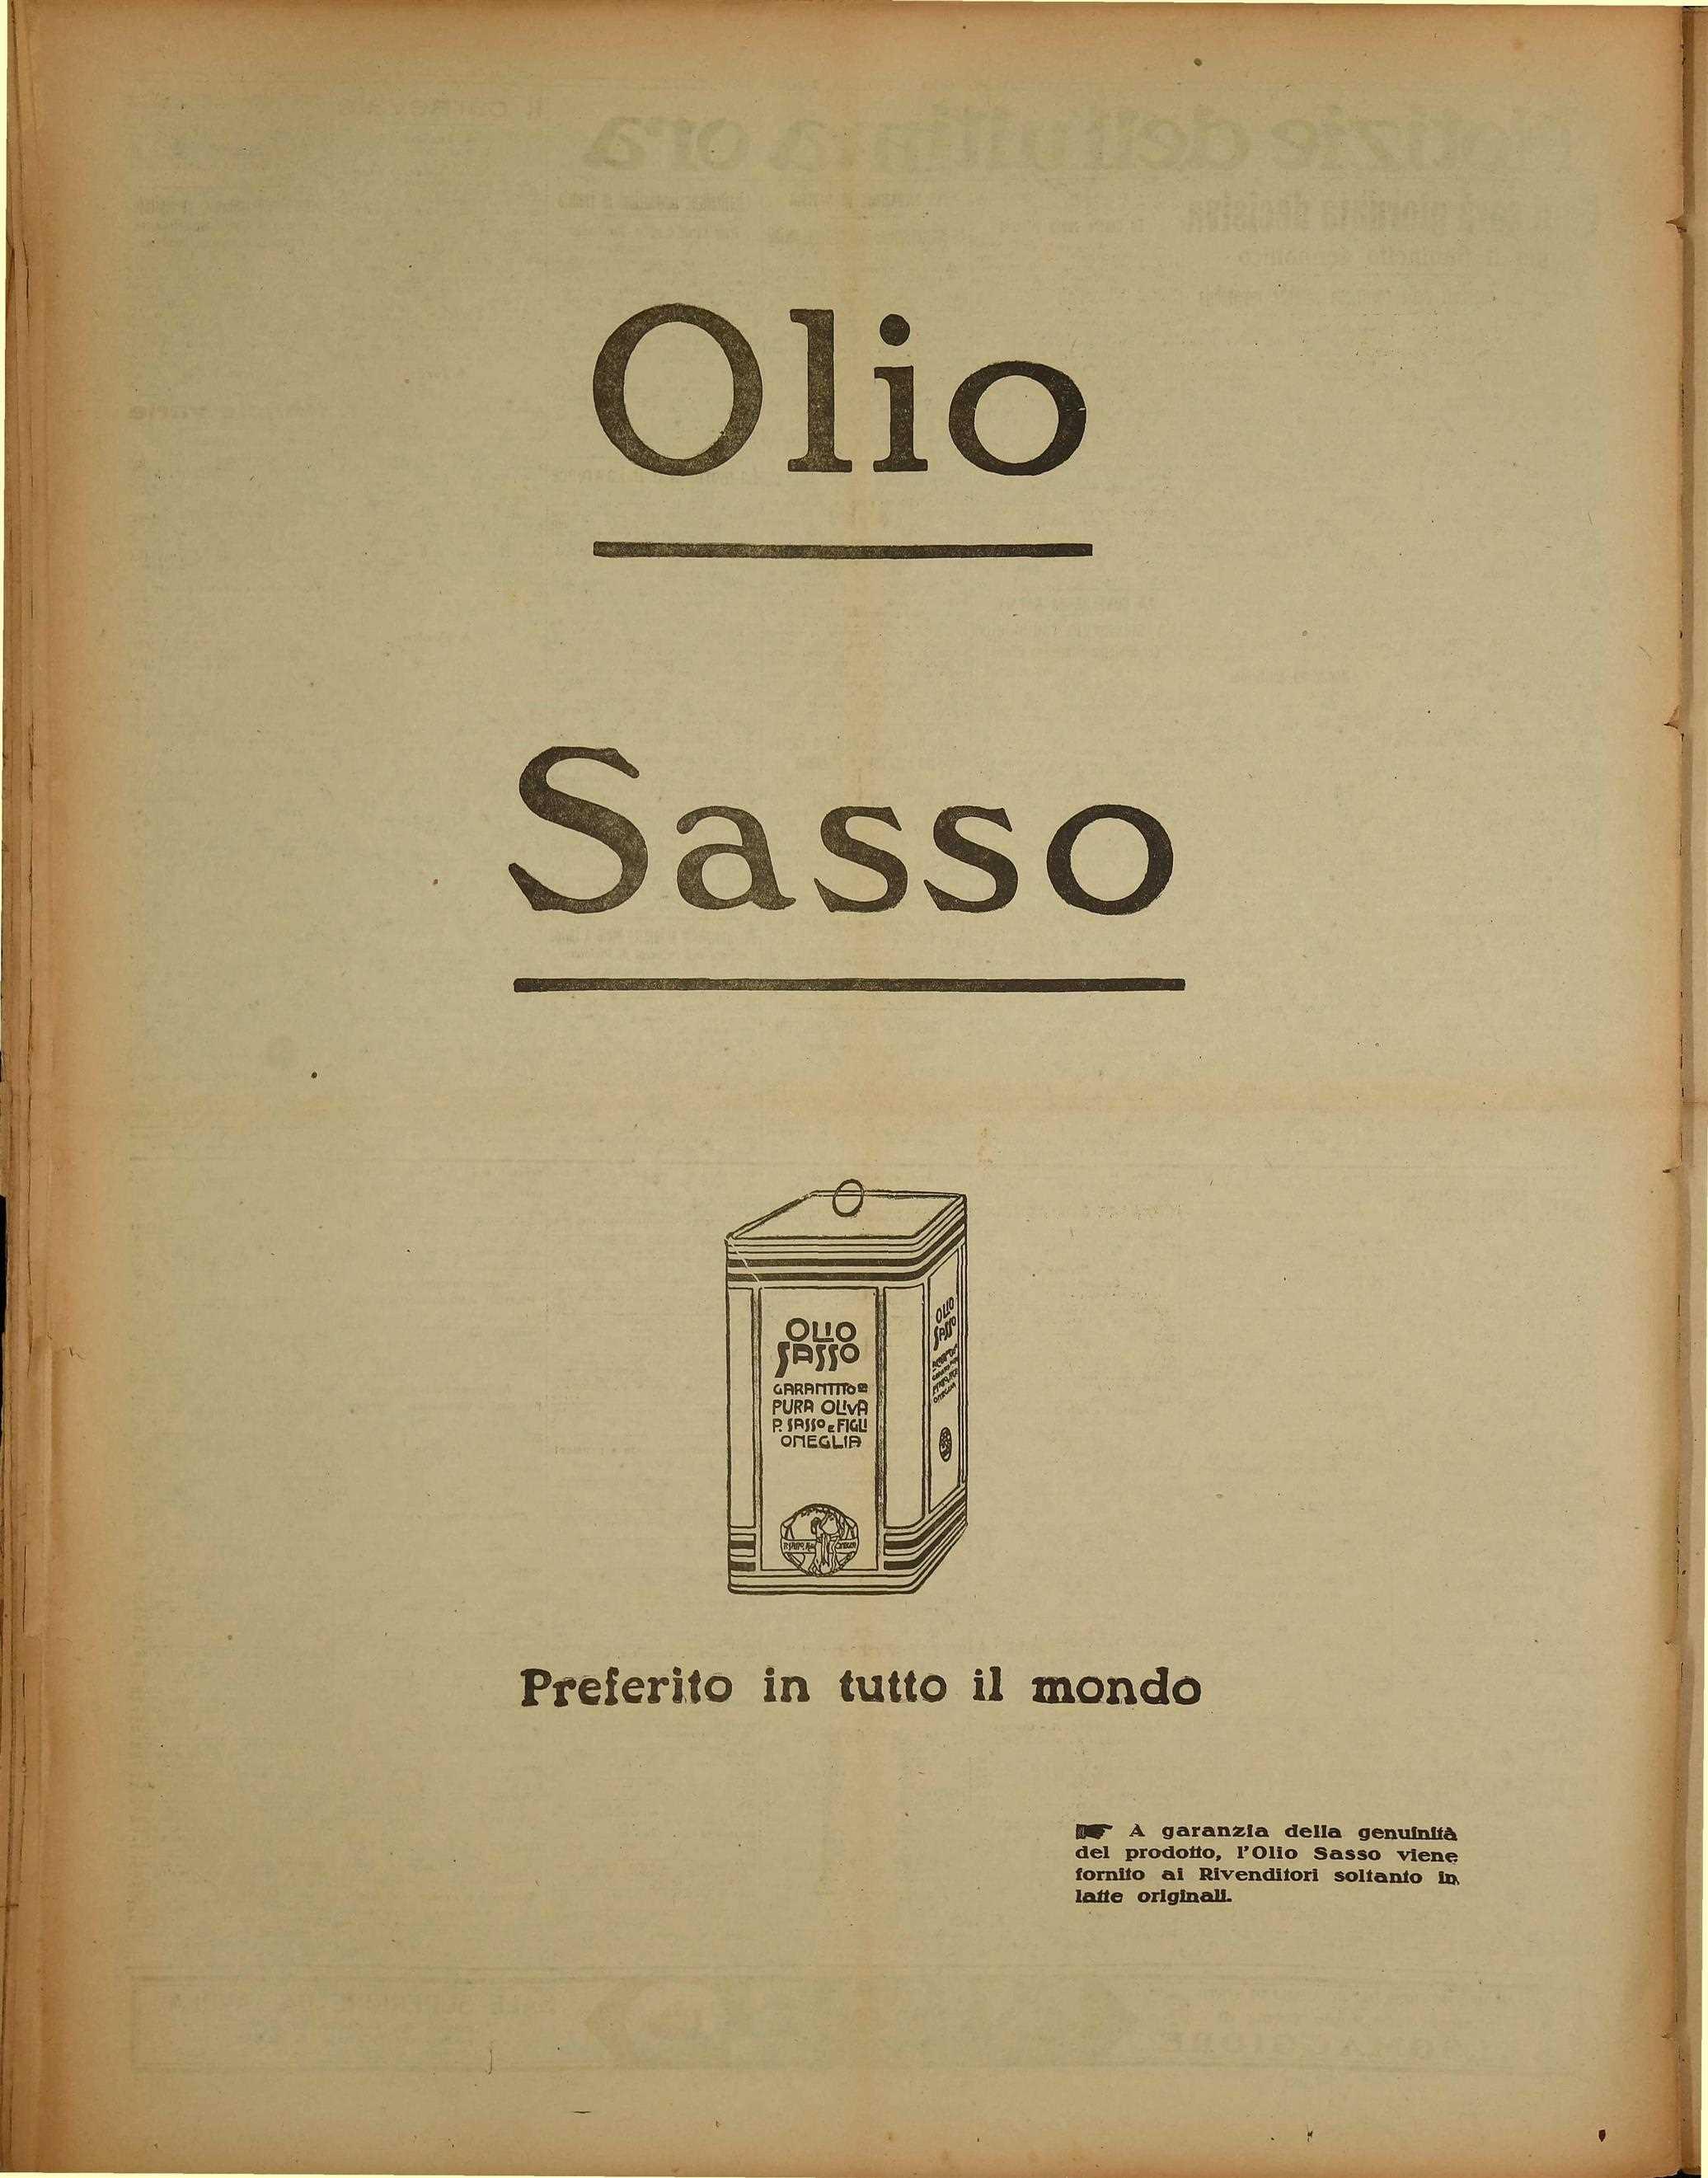 Olio
Sasso
OLIO
SASSO
GARANTITO DI
PURA OLIVA
P. SASSO E FIGLI
ONEGLIA
OLIO
SASSO
ONEGLIA
Preferito in tutto il mondo
☛ A garanzia della genuinità
del prodotto, l'Olio Sasso viene
fornito ai Rivenditori soltanto in
latte originali.